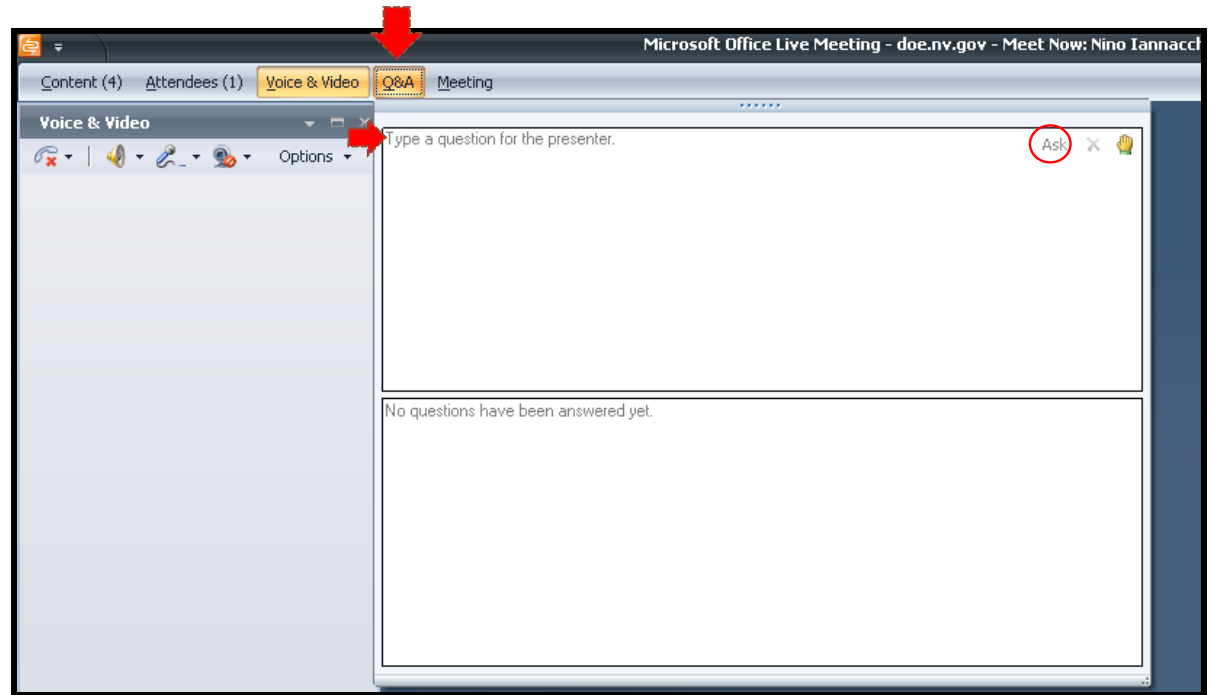 Microsoft Office Live Meeting - doe.nv.gov - Meet Now: Nino Iannacch
Content (4) Attendees (1) Voice & Video Q&A Meeting
Voice & Video
Options
Type a question for the presenter.
Ask
No questions have been answered yet.